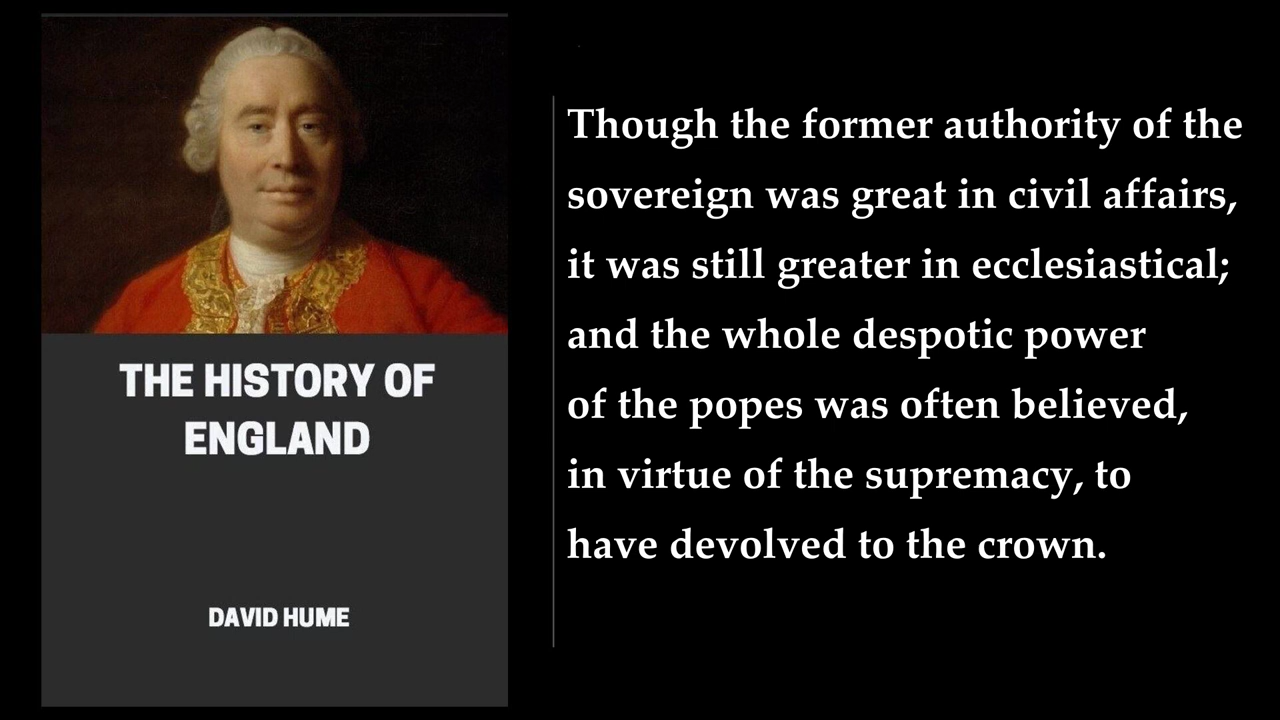 THE HISTORY OF
ENGLAND
DAVID HUME
Though the former authority of the
sovereign was great in civil affairs,
it was still greater in ecclesiastical;
and the whole despotic power
of the popes was often believed,
in virtue of the supremacy, to
have devolved to the crown.